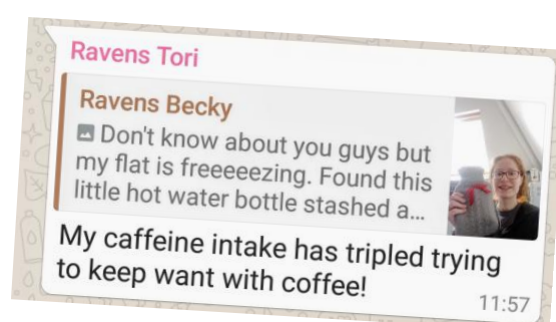 Ravens Tori
Ravens Becky
Don't know about you guys but
my flat is freeeeezing. Found this
little hot water bottle stashed a...
My caffeine intake has tripled trying
to keep want with coffee!
11:57